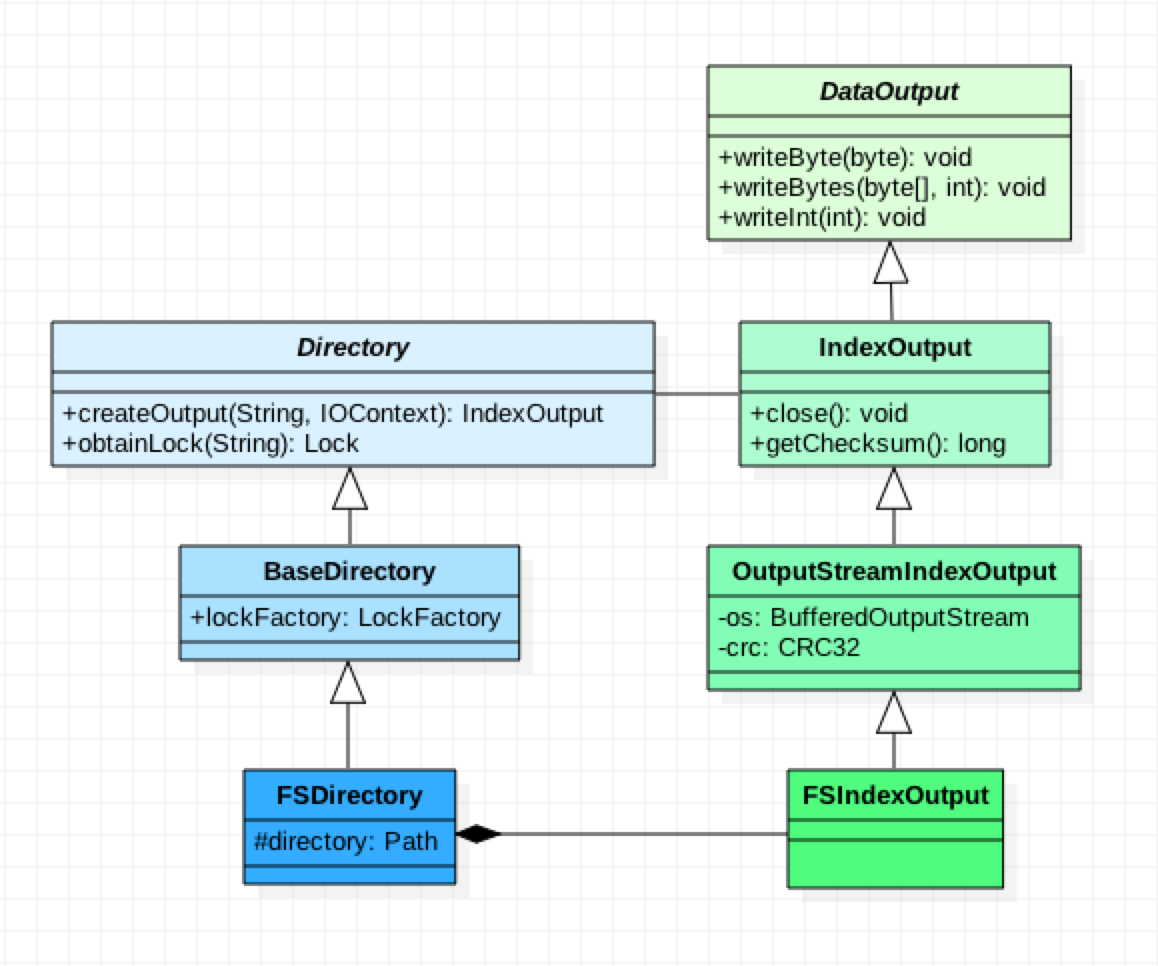 DataOutput
+writeByte(byte): void
+writeBytes(byte[], int): void
+writeInt(int): void
Directory
+createOutput(String, IOContext): IndexOutput
+obtainLock(String): Lock
IndexOutput
+close(): void
+getChecksum(): long
BaseDirectory
+lockFactory: LockFactory
OutputStreamIndexOutput
-os: BufferedOutputStream
-crc: CRC32
FSDirectory
#directory: Path
FSIndexOutput